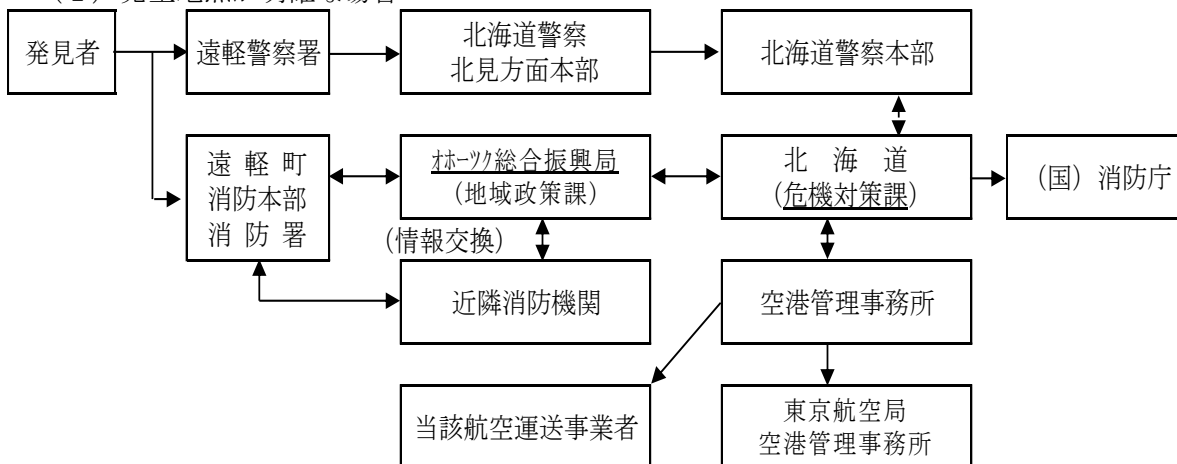 発見者
遠軽警察署
北海道警察
北見方面本部
北海道警察本部
遠 軽 町
消防本部
消 防 署
ｵﾎｰﾂｸ総合振興局
(地域政策課)
北 海 道
(危機対策課)
(国) 消防庁
(情報交換)
近隣消防機関
空港管理事務所
当該航空運送事業者
東京航空局
空港管理事務所